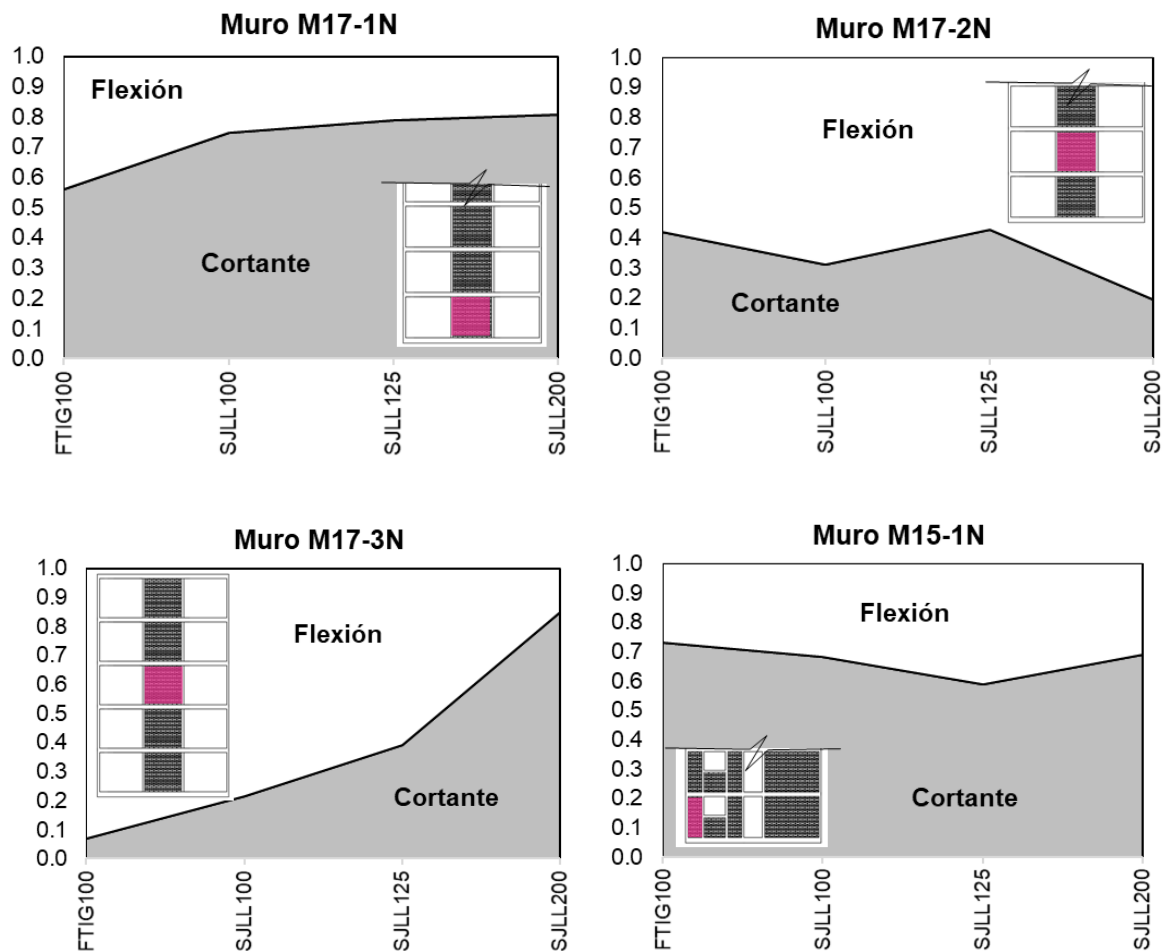 Muro M17-1N
1.0
0.9
0.8
0.7
0.6
0.5
0.4
0.3
0.2
0.1
0.0
Flexión
Cortante
FTIG100
SJLL100
SJLL125
SJLL200
Muro M17-2N
1.0
0.9
0.8
0.7
0.6
0.5
0.4
0.3
0.2
0.1
0.0
Flexión
Cortante
FTIG100
SJLL100
SJLL125
SJLL200
Muro M17-3N
1.0
0.9
0.8
0.7
0.6
0.5
0.4
0.3
0.2
0.1
0.0
Flexión
Cortante
FTIG100
SJLL100
SJLL125
SJLL200
Muro M15-1N
1.0
0.9
0.8
0.7
0.6
0.5
0.4
0.3
0.2
0.1
0.0
Flexión
Cortante
FTIG100
SJLL100
SJLL125
SJLL200